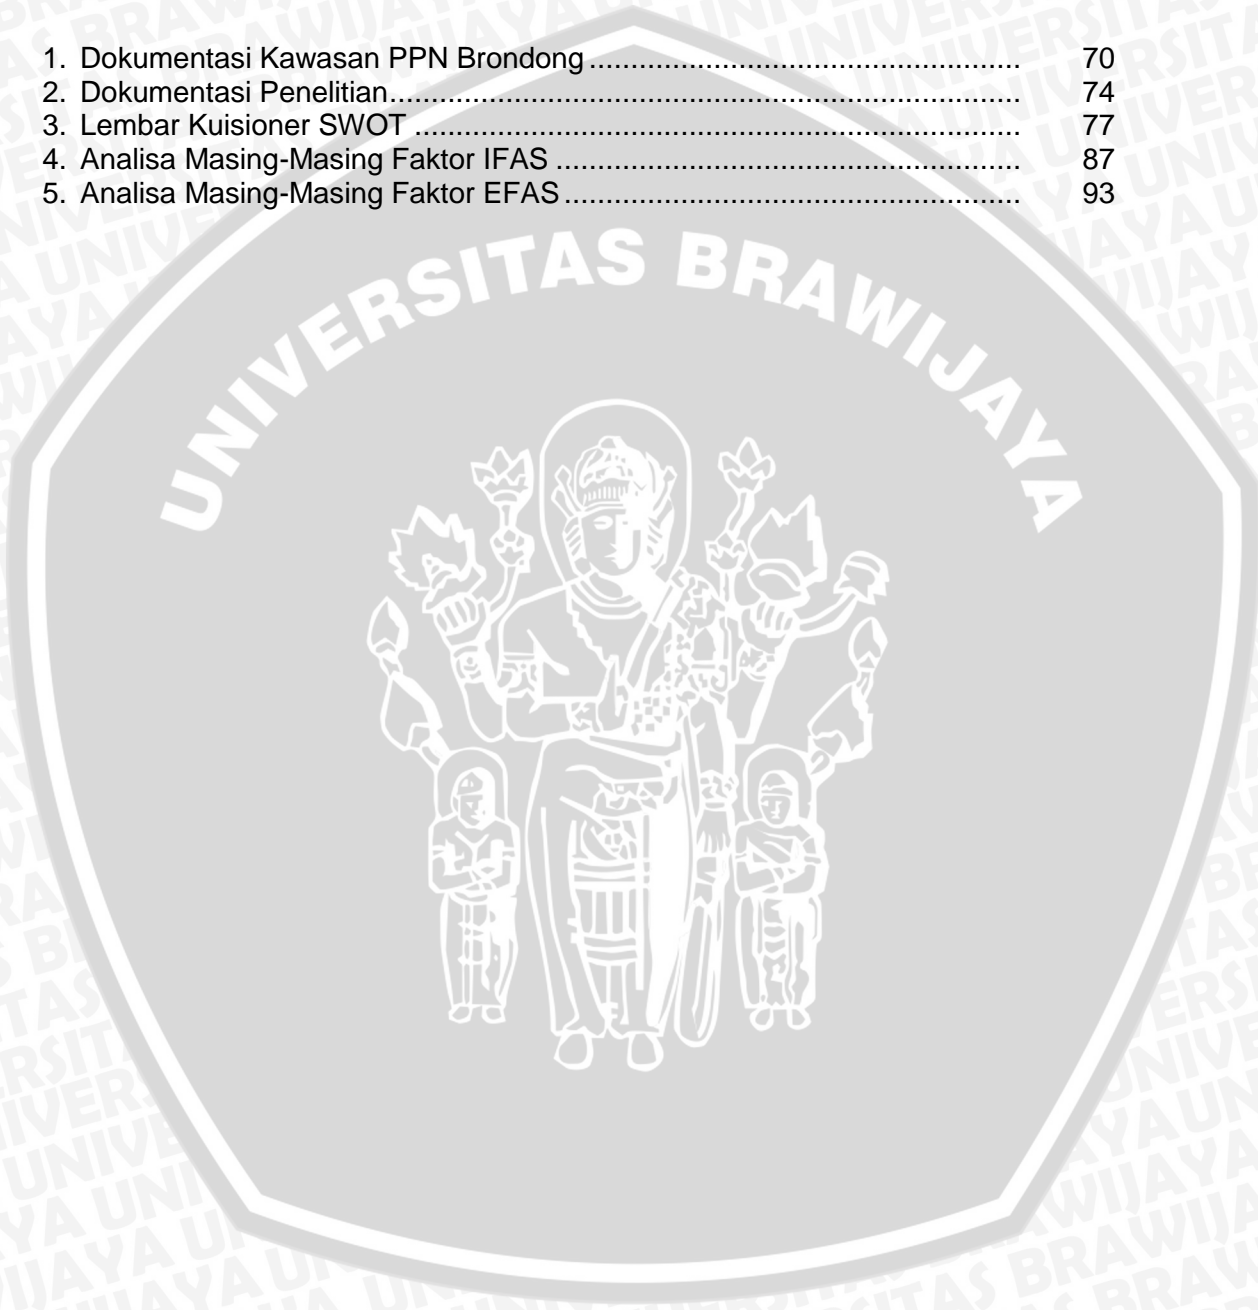 1. Dokumentasi Kawasan PPN Brondong .................................................... 70
2. Dokumentasi Penelitian............................................................................ 74
3. Lembar Kuisioner SWOT ......................................................................... 77
4. Analisa Masing-Masing Faktor IFAS ........................................................ 87
5. Analisa Masing-Masing Faktor EFAS ....................................................... 93
UNIVERSITAS BRAWIJAYA